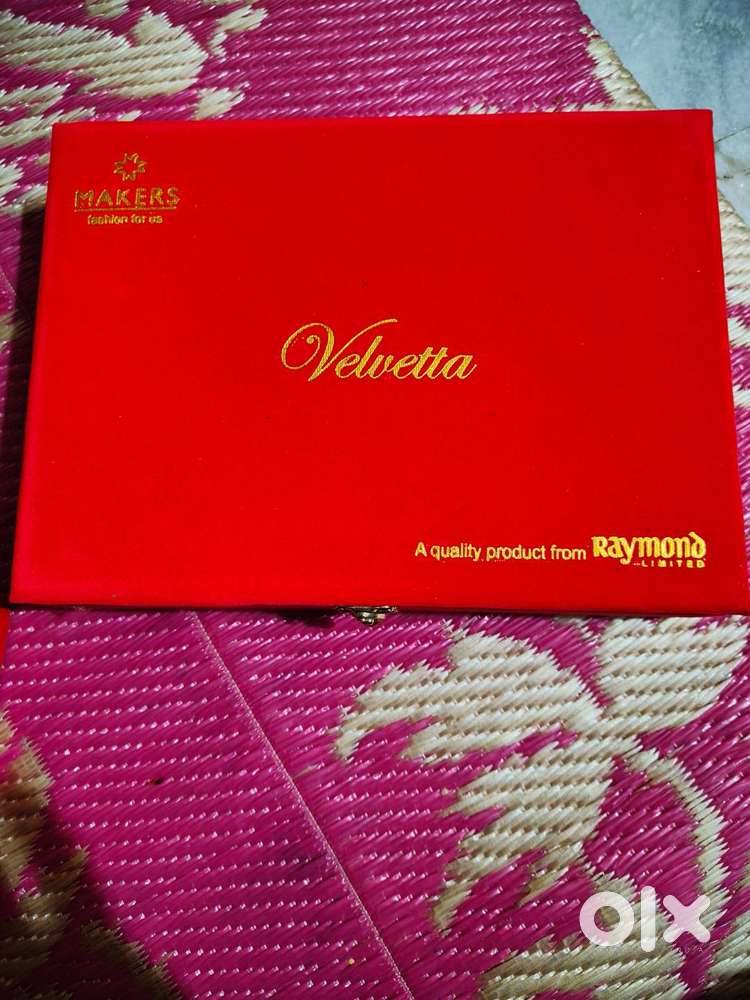 MAKERS
fashion for us
Velvetta
A quality product from Raymond
LIMITED
olx